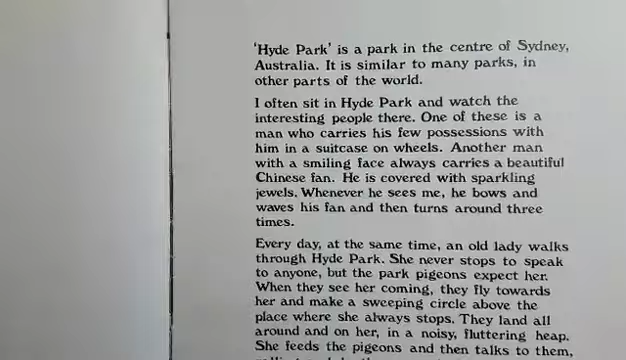 'Hyde Park' is a park in the centre of Sydney,
Australia. It is similar to many parks, in
other parts of the world.
I often sit in Hyde Park and watch the
interesting people there. One of these is a
man who carries his few possessions with
him in a suitcase on wheels. Another man
with a smiling face always carries a beautiful
Chinese fan. He is covered with sparkling
jewels. Whenever he sees me, he bows and
waves his fan and then turns around three
times.
Every day, at the same time, an old lady walks
through Hyde Park. She never stops to speak
to anyone, but the park pigeons expect her.
When they see her coming, they fly towards
her and make a sweeping circle above the
place where she always stops. They land all
around and on her, in a noisy, fluttering heap.
She feeds the pigeons and then talks to them,